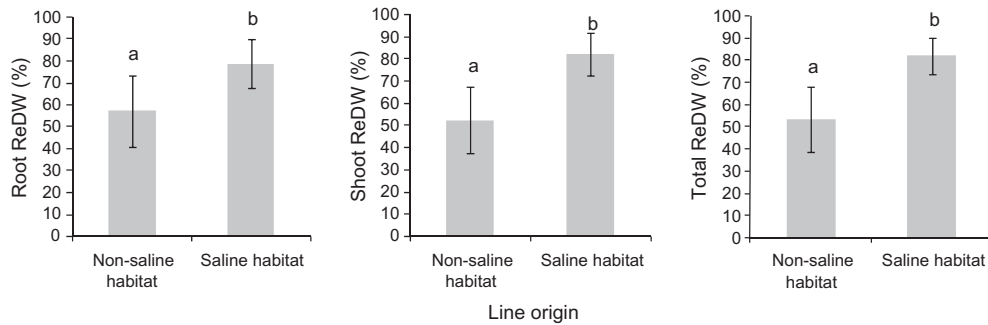 Root ReDW (%)
100
90
80
70
60
50
40
30
20
10
0
a
b
Non-saline
habitat
Saline habitat
Shoot ReDW (%)
100
90
80
70
60
50
40
30
20
10
0
a
b
Non-saline
habitat
Saline habitat
Total ReDW (%)
100
90
80
70
60
50
40
30
20
10
0
a
b
Non-saline
habitat
Saline habitat
Line origin